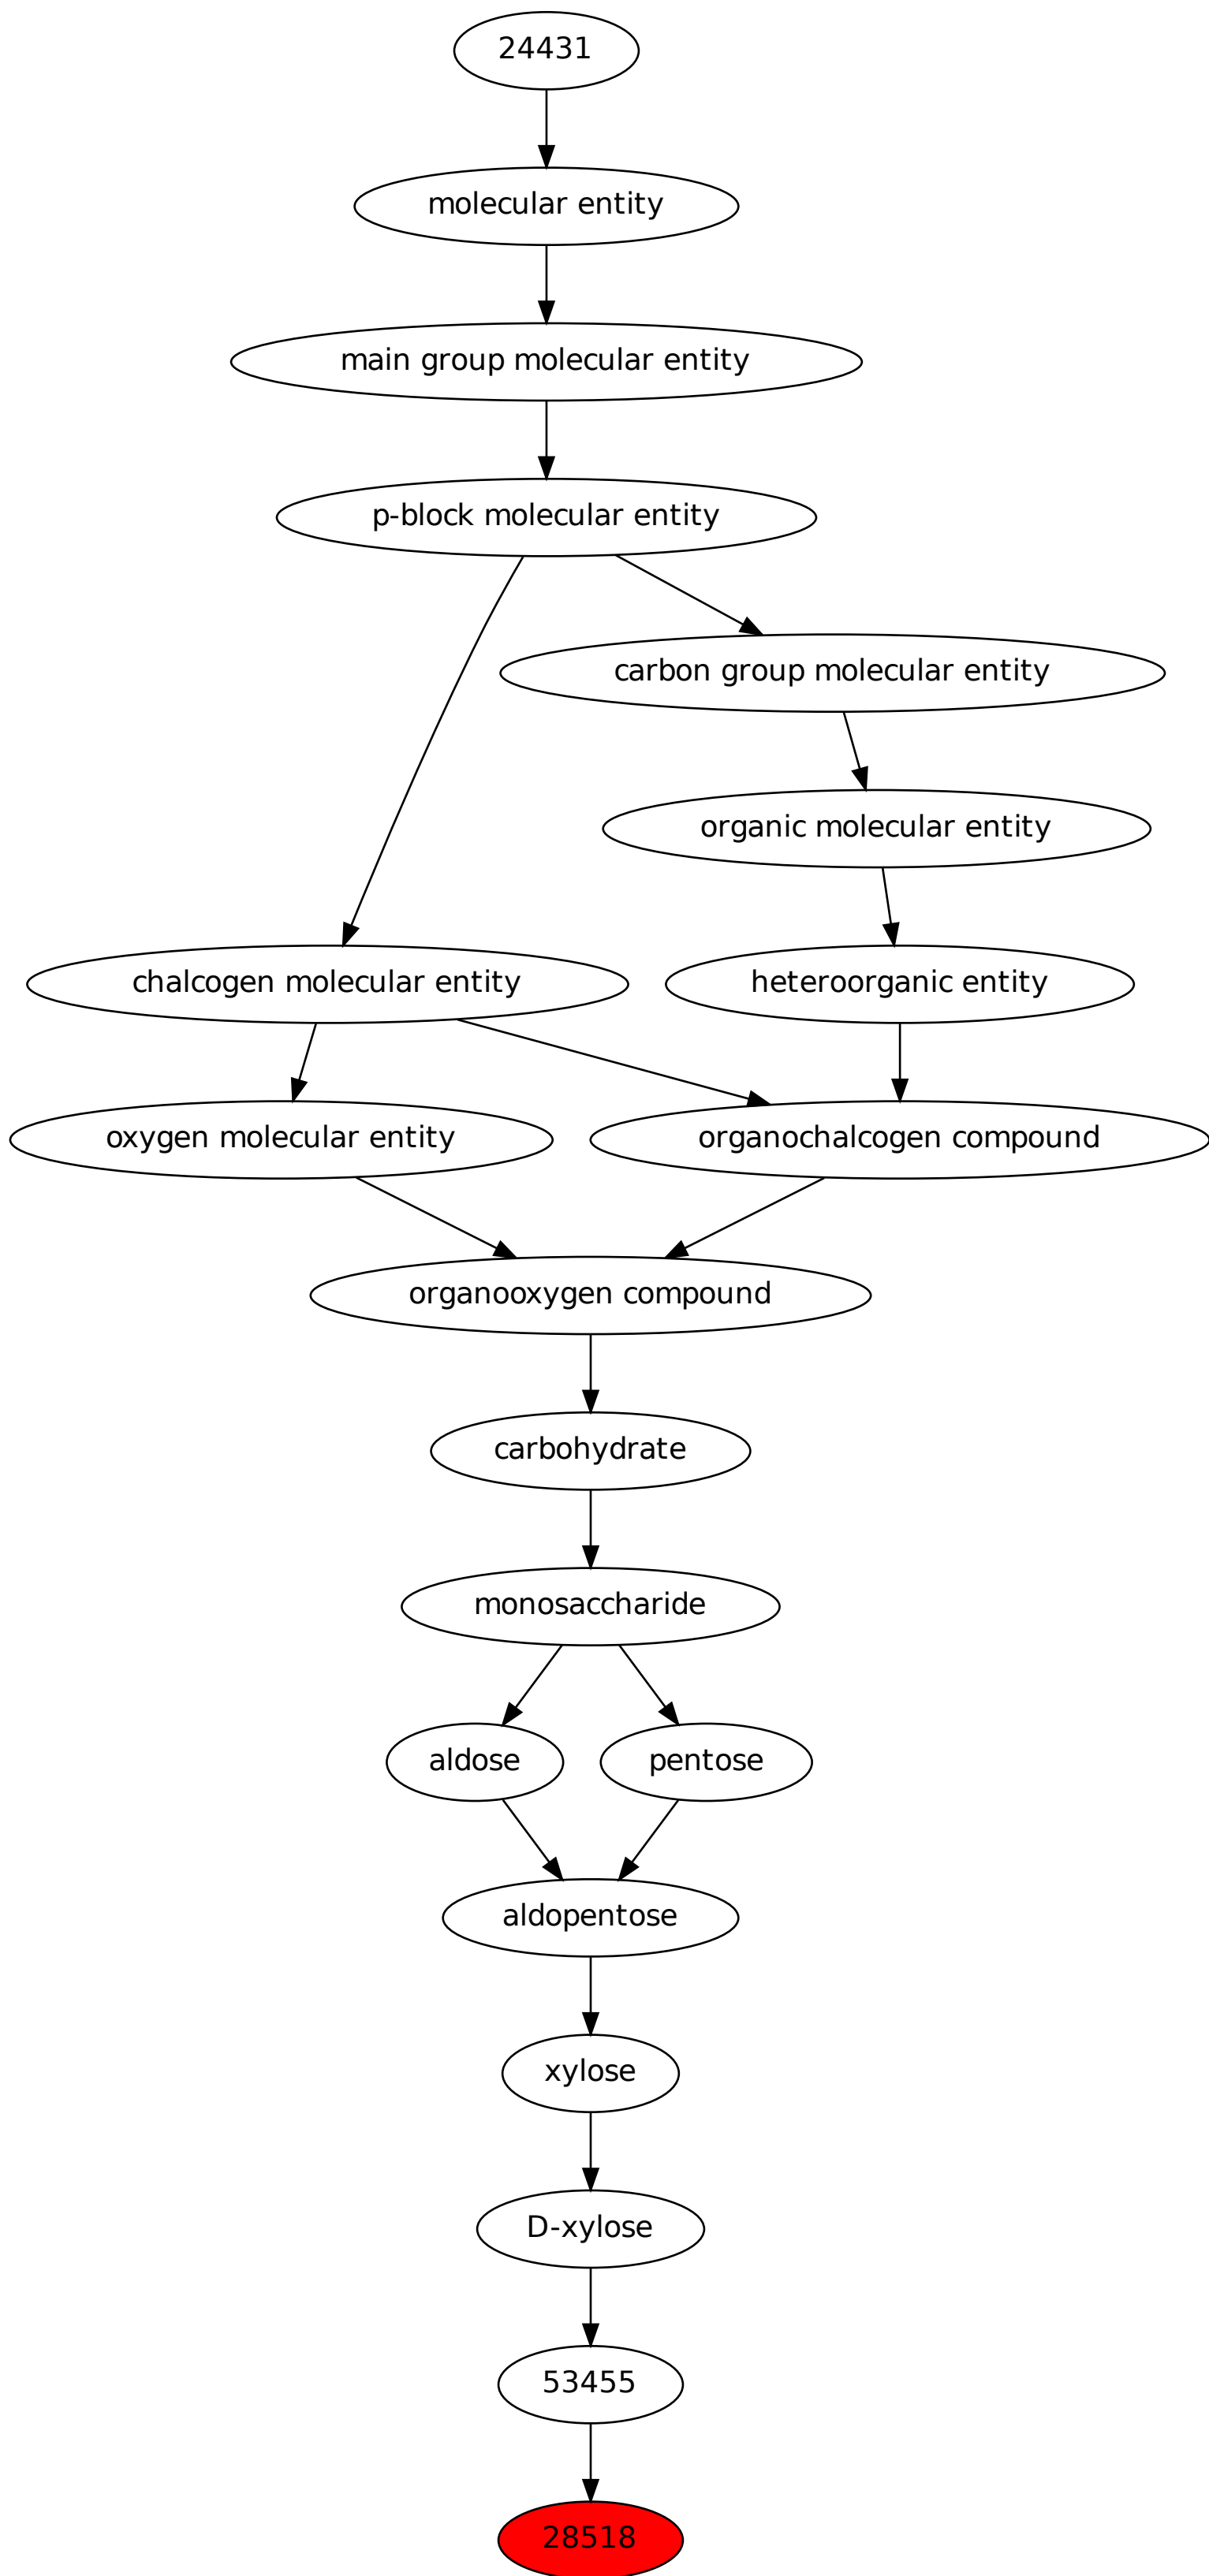 24431
molecular entity
main group molecular entity
p-block molecular entity
carbon group molecular entity
organic molecular entity
chalcogen molecular entity
heteroorganic entity
oxygen molecular entity
organochalcogen compound
organooxygen compound
carbohydrate
monosaccharide
aldose
pentose
aldopentose
xylose
D-xylose
53455
28518